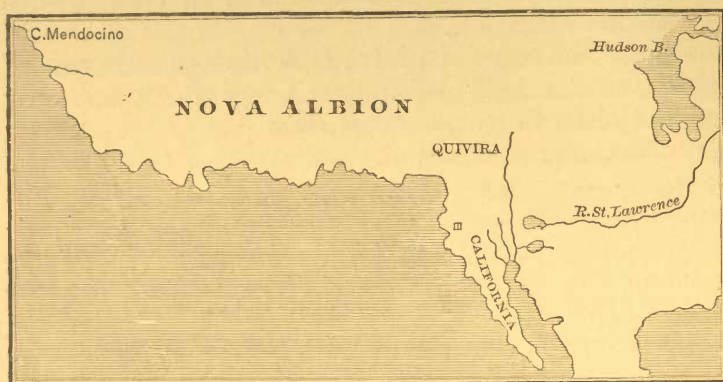 C. Mendocino
Hudson B.
NOVA ALBION
QUIVIRA
R. St. Lawrence
CALIFORNIA